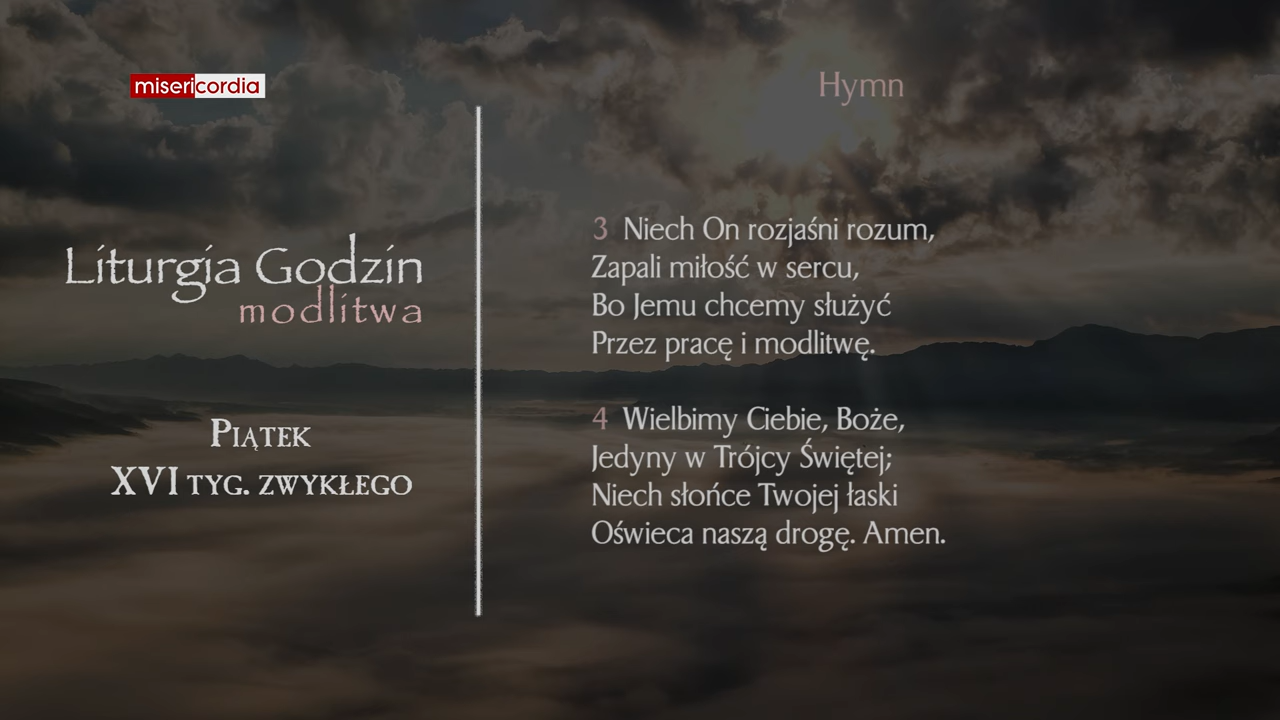 misericordia
Liturgia Godzin
modlitwa
Piątek
XVI tyg. zwykłego
Hymn
3 Niech On rozjaśni rozum,
Zapali miłość w sercu,
Bo Jemu chcemy służyć
Przez pracę i modlitwę.
4 Wielbimy Ciebie, Boże,
Jedyny w Trójcy Świętej;
Niech słońce Twojej łaski
Oświeca naszą drogę. Amen.